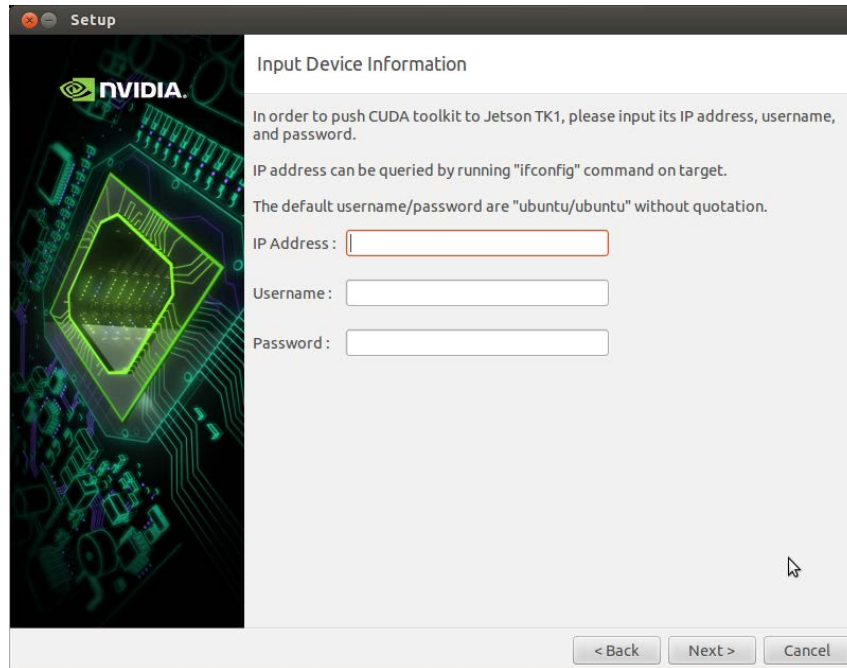 Setup
NVIDIA.
Input Device Information
In order to push CUDA toolkit to Jetson TK1, please input its IP address, username,
and password.
IP address can be queried by running "ifconfig" command on target.
The default username/password are "ubuntu/ubuntu" without quotation.
IP Address :
Username :
Password :
< Back Next > Cancel